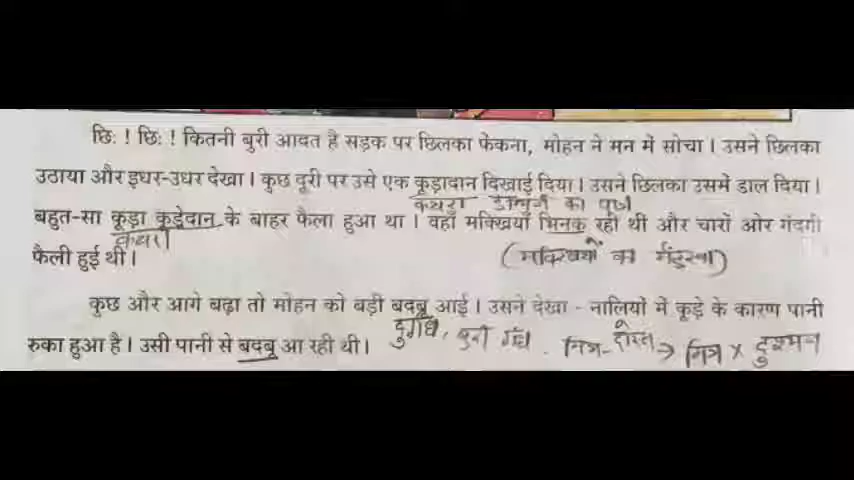 छिः ! छिः ! कितनी बुरी आदत है सड़क पर छिलका फेंकना, मोहन ने मन में सोचा । उसने छिलका
उठाया और इधर-उधर देखा । कुछ दूरी पर उसे एक कूड़ादान दिखाई दिया । उसने छिलका उसमें डाल दिया ।
कचरा डालने का
बहुत-सा कूड़ा कूड़ेदान के बाहर फैला हुआ था । वहाँ मक्खियाँ भिनक रही थी और चारों ओर गंदगी
कचरा
फैली हुई थी ।
(मक्खियों का
कुछ और आगे बढ़ा तो मोहन को बड़ी बदबू आई । उसने देखा - नालियों में कूड़े के कारण पानी
रुका हुआ है । उसी पानी से बदबू आ रही थी ।
दुर्गंध, बुरी गंध . मित्र- दोस्त → मित्र x दुश्मन